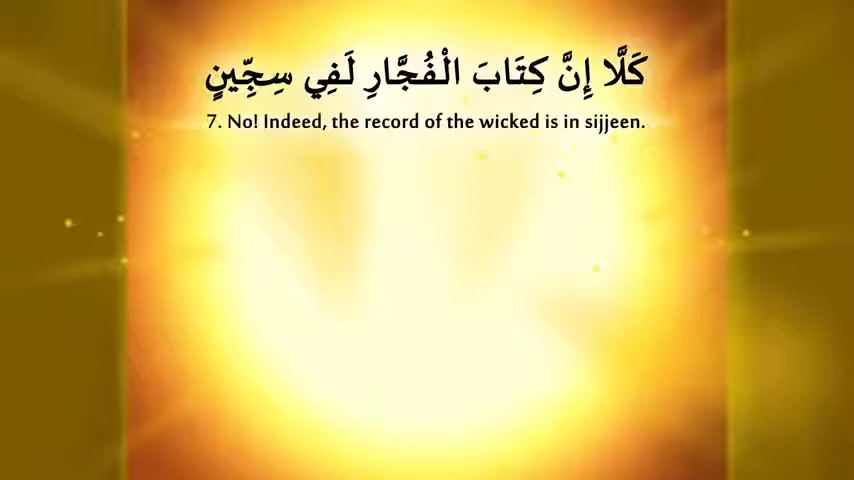 كَلَّا إِنَّ كِتَابَ الْفُجَّارِ لَفِي سِجِّينٍ
7. No! Indeed, the record of the wicked is in sijjeen.